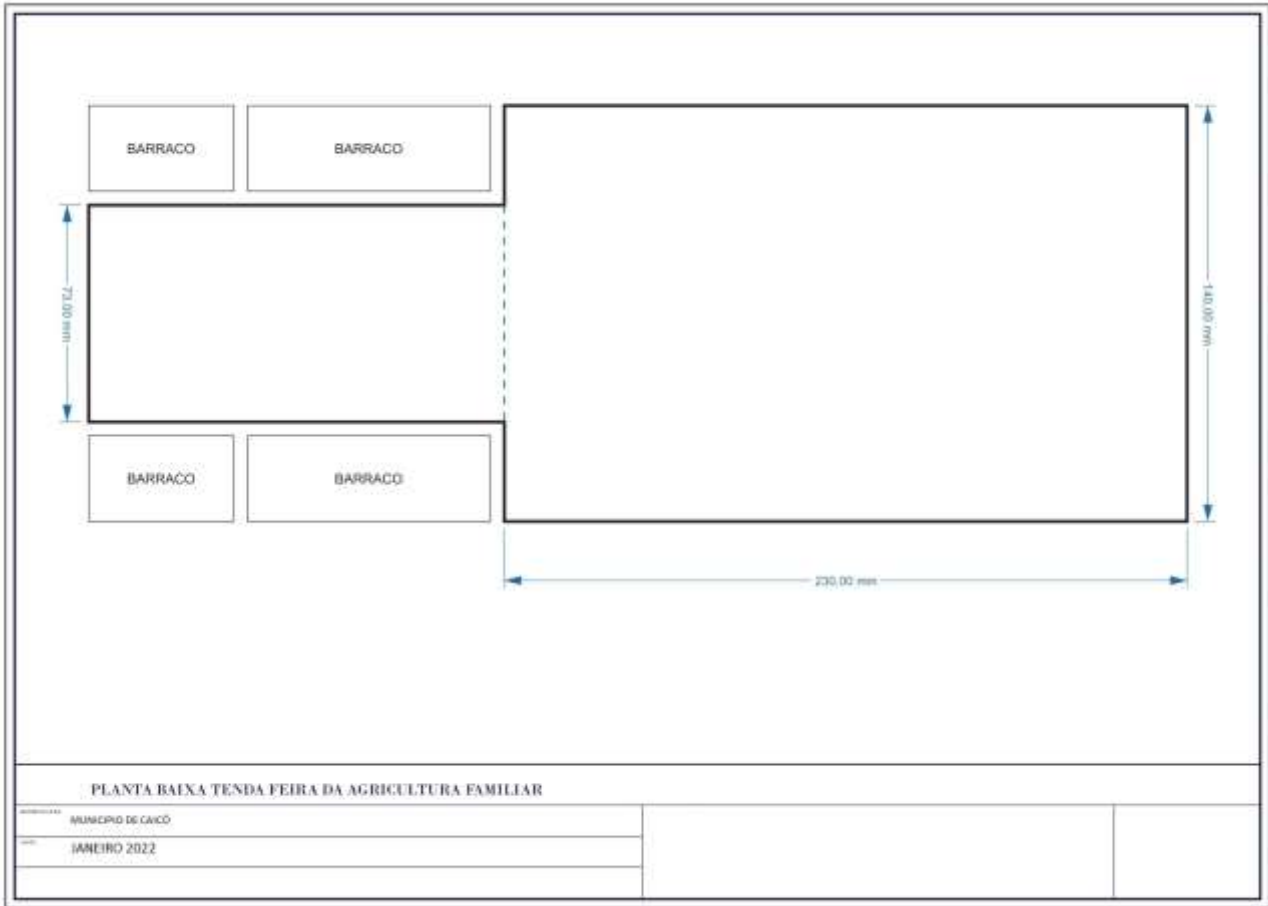 BARRACO
BARRACO
73,00 mm
140,00 mm
BARRACO
BARRACO
230,00 mm
PLANTA BAIXA TENDA FEIRA DA AGRICULTURA FAMILIAR
MUNICIPIO DE CAICÓ
JANEIRO 2022